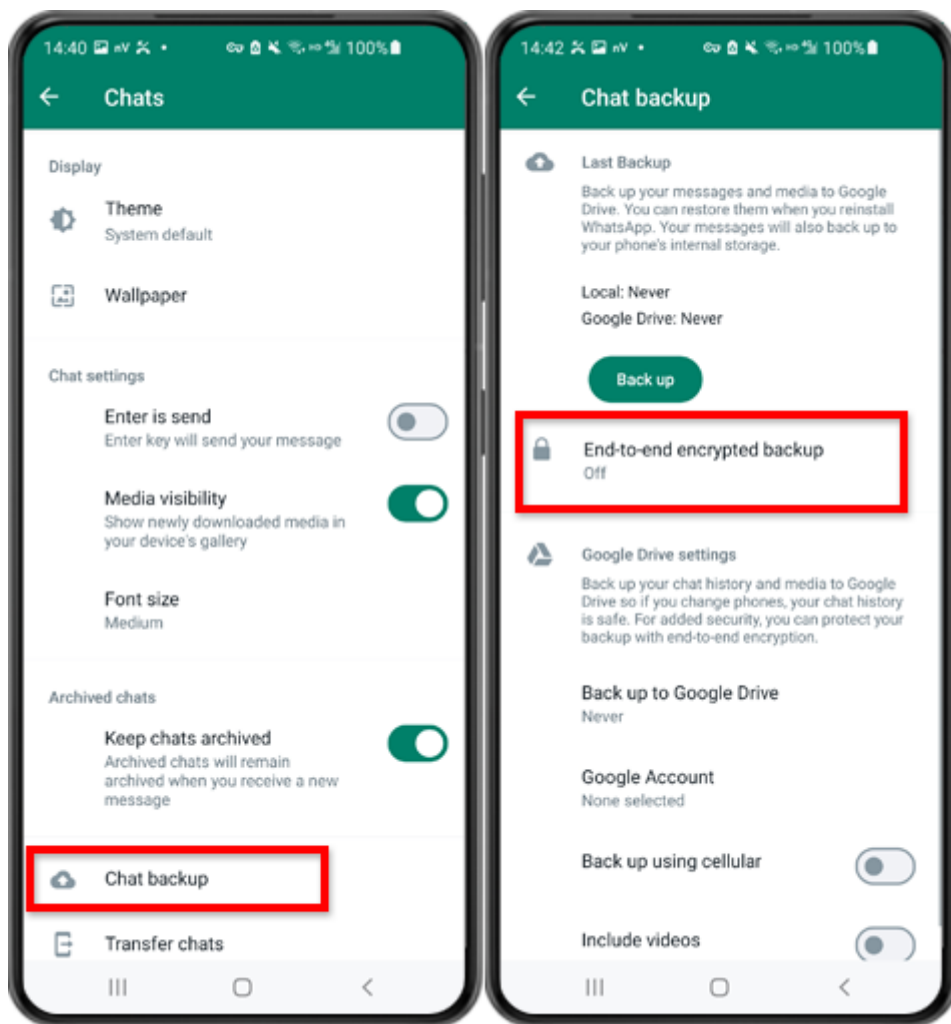 14:40
100%
Chats
Display
Theme
System default
Wallpaper
Chat settings
Enter is send
Enter key will send your message
Media visibility
Show newly downloaded media in
your device's gallery
Font size
Medium
Archived chats
Keep chats archived
Archived chats will remain
archived when you receive a new
message
Chat backup
Transfer chats
14:42
100%
Chat backup
Last Backup
Back up your messages and media to Google
Drive. You can restore them when you reinstall
WhatsApp. Your messages will also back up to
your phone's internal storage.
Local: Never
Google Drive: Never
Back up
End-to-end encrypted backup
Off
Google Drive settings
Back up your chat history and media to Google
Drive so if you change phones, your chat history
is safe. For added security, you can protect your
backup with end-to-end encryption.
Back up to Google Drive
Never
Google Account
None selected
Back up using cellular
Include videos